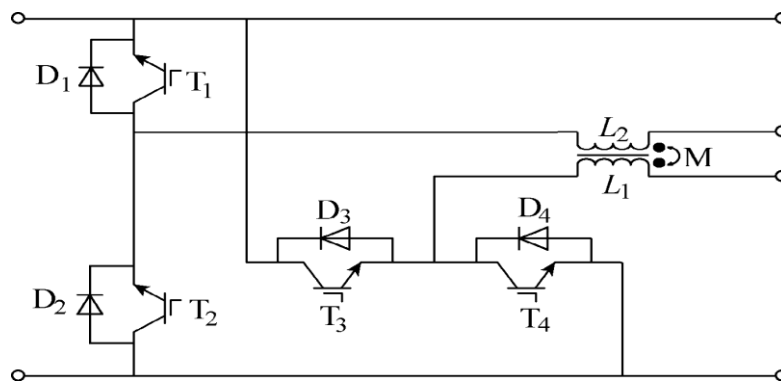 D₁
T₁
L₂
M
L₁
D₃
D₄
D₂
T₂
T₃
T₄